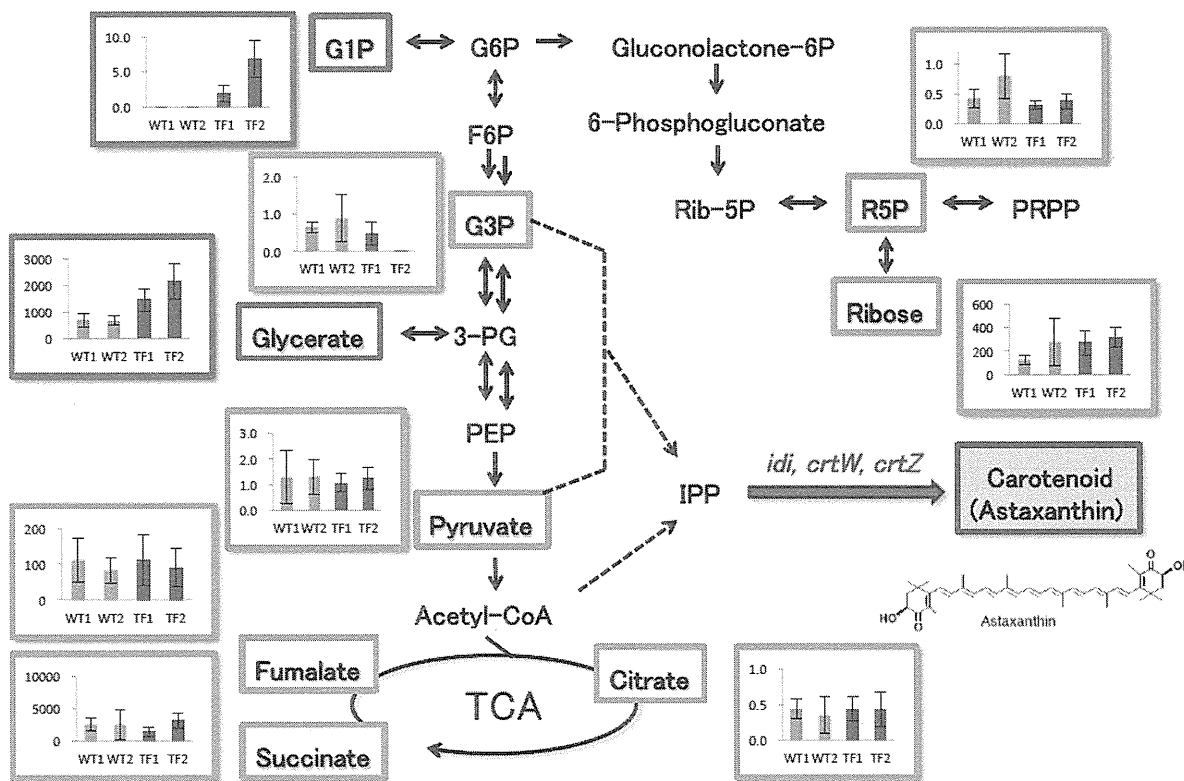 10.0
5.0
0.0
WT1 WT2 TF1 TF2
G1P
G6P
Gluconolactone-6P
6-Phosphogluconate
F6P
1.0
0.5
0.0
WT1 WT2 TF1 TF2
2.0
1.0
0.0
WT1 WT2 TF1 TF2
G3P
Rib-5P
R5P
PRPP
3000
2000
1000
0
WT1 WT2 TF1 TF2
Glycerate
3-PG
Ribose
600
400
200
0
WT1 WT2 TF1 TF2
PEP
3.0
2.0
1.0
0.0
WT1 WT2 TF1 TF2
Pyruvate
IPP
idi, crtW, crtZ
Carotenoid
(Astaxanthin)
200
100
0
WT1 WT2 TF1 TF2
Acetyl-CoA
O
OH
HO
O
Astaxanthin
10000
5000
0
WT1 WT2 TF1 TF2
Fumalate
TCA
Citrate
Succinate
1.0
0.5
0.0
WT1 WT2 TF1 TF2